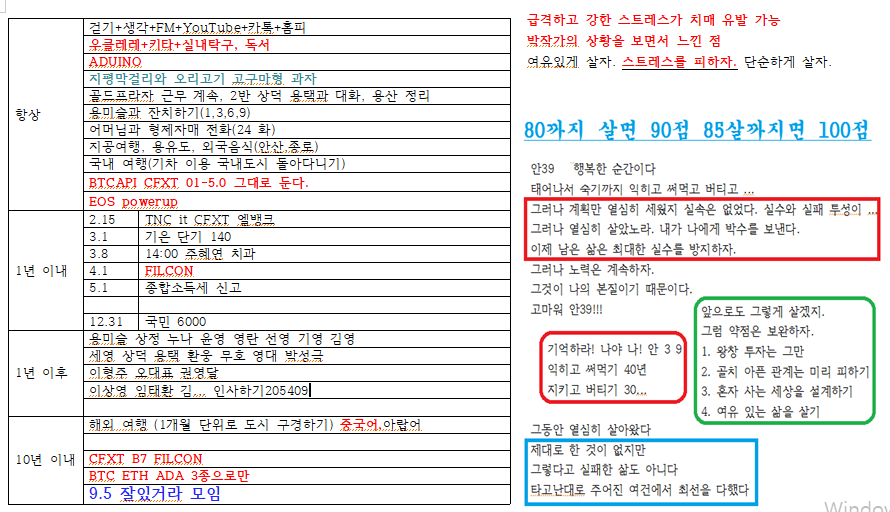 항상
걷기+생각+FM+YouTube+카톡+홈피
우쿨레레+키타+실내탁구, 독서
ADUINO
지평막걸리와 오리고기 고구마형 과자
골드프라자 근무 계속, 2반 상덕 용택과 대화, 용산 정리
용미슬과 잔치하기(1,3,6,9)
어머님과 형제자매 전화(24 화)
지공여행, 용유도, 외국음식(안산,종로)
국내 여행(기차 이용 국내도시 돌아다니기)
BTCAPI CFXT 01-5.0 그대로 둔다.
EOS powerup
1년 이내
2.15 TNC it CFXT 엘뱅크
3.1 기은 단기 140
3.8 14:00 주혜연 치과
4.1 FILCON
5.1 종합소득세 신고
12.31 국민 6000
1년 이후
용미슬 상정 누나 윤영 영란 선영 기영 김영
세영 상덕 용택 황웅 무호 영대 박성극
이형주 오대표 권영달
이상영 임태환 김... 인사하기205409
10년 이내
해외 여행 (1개월 단위로 도시 구경하기) 중국어,아랍어
CFXT B7 FILCON
BTC ETH ADA 3종으로만
9.5 잘있거라 모임
급격하고 강한 스트레스가 치매 유발 가능
박작가의 상황을 보면서 느낀 점
여유있게 살자. 스트레스를 피하자. 단순하게 살자.
80까지 살면 90점 85살까지면 100점
안39 행복한 순간이다
태어나서 죽기까지 익히고 써먹고 버티고 ...
그러나 계획만 열심히 세웠지 실속은 없었다. 실수와 실패 투성이 ...
그러나 열심히 살았노라. 내가 나에게 박수를 보낸다.
이제 남은 삶은 최대한 실수를 방지하자.
그러나 노력은 계속하자.
그것이 나의 본질이기 때문이다.
고마워 안39!!!
기억하라! 나야 나! 안 3 9
익히고 써먹기 40년
지키고 버티기 30...
앞으로도 그렇게 살겠지.
그럼 약점은 보완하자.
1. 왕창 투자는 그만
2. 골치 아픈 관계는 미리 피하기
3. 혼자 사는 세상을 설계하기
4. 여유 있는 삶을 살기
그동안 열심히 살아왔다
제대로 한 것이 없지만
그렇다고 실패한 삶도 아니다
타고난대로 주어진 여건에서 최선을 다했다
Window